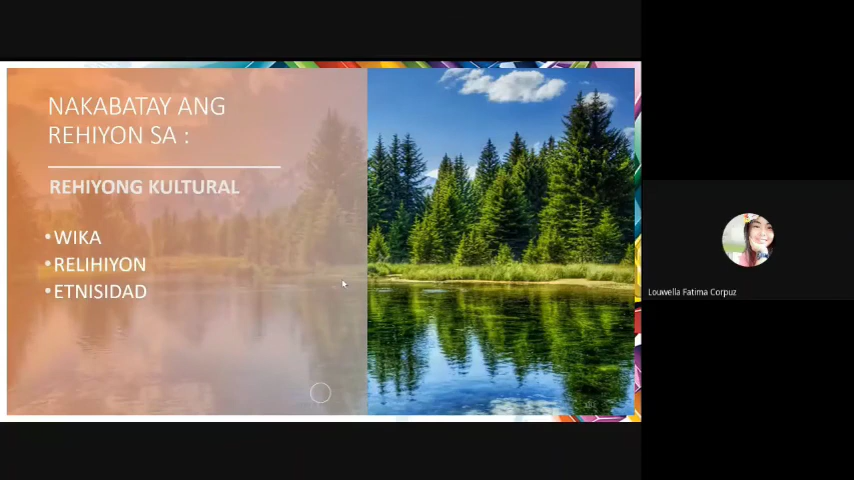 NAKABATAY ANG
REHIYON SA :
REHIYONG KULTURAL
•WIKA
•RELIHIYON
•ETNISIDAD
Louwella Fatima Corpuz